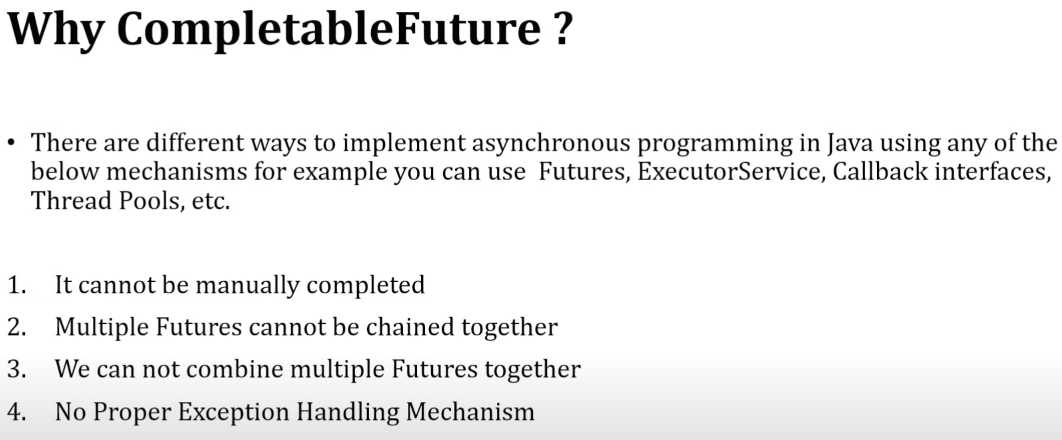 Why CompletableFuture ?
• There are different ways to implement asynchronous programming in Java using any of the
below mechanisms for example you can use  Futures, ExecutorService, Callback interfaces,
Thread Pools, etc.
1. It cannot be manually completed
2. Multiple Futures cannot be chained together
3. We can not combine multiple Futures together
4. No Proper Exception Handling Mechanism